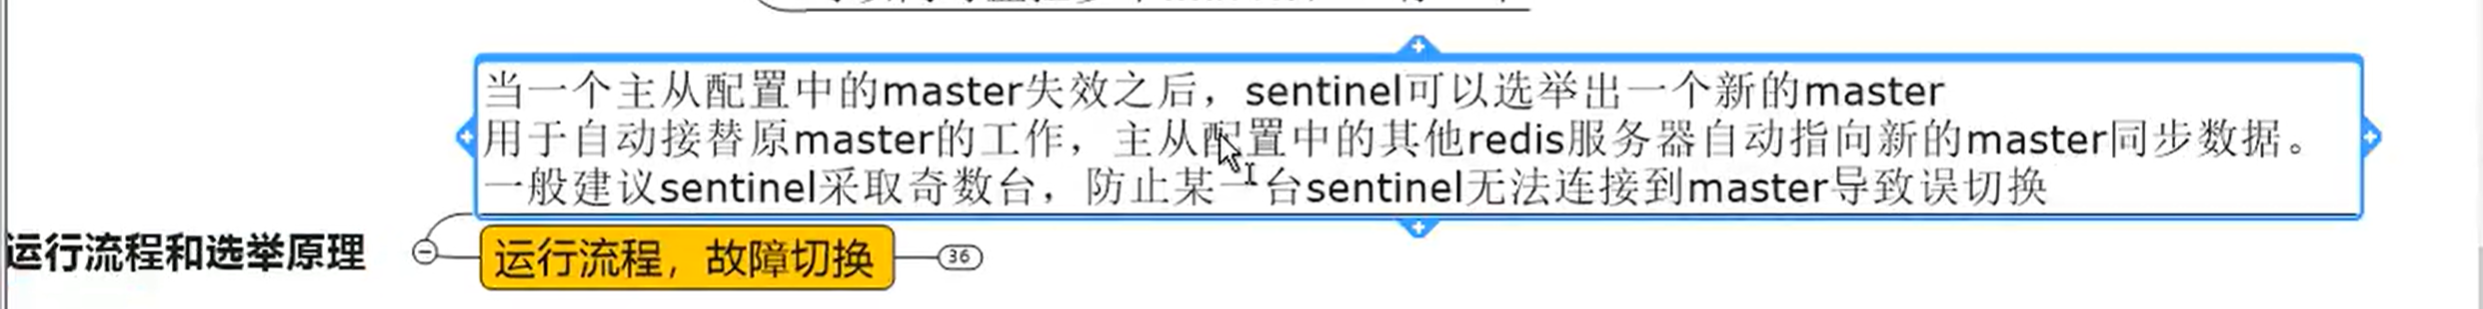 当一个主从配置中的master失效之后，sentinel可以选举出一个新的master
用于自动接替原master的工作，主从配置中的其他redis服务器自动指向新的master同步数据。
一般建议sentinel采取奇数台，防止某一台sentinel无法连接到master导致误切换
运行流程和选举原理
运行流程，故障切换
36